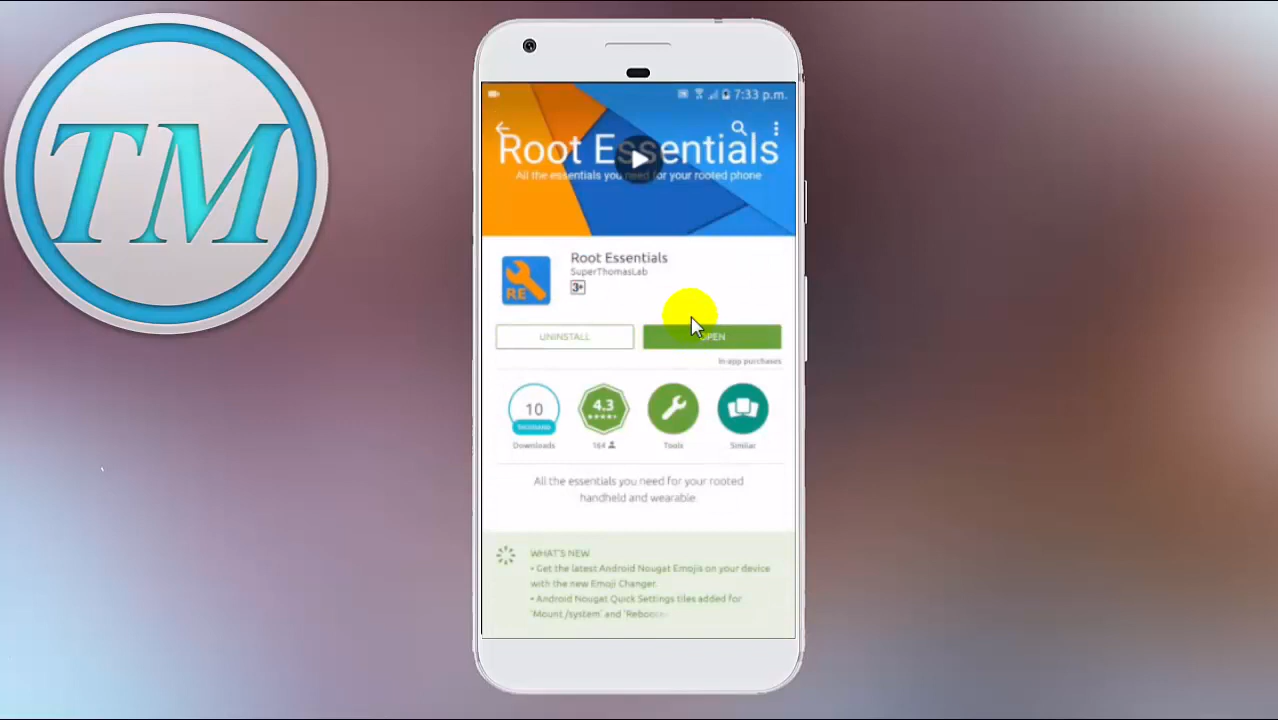 TM
7:33 p.m.
Root Essentials
All the essentials you need for your rooted phone
Root Essentials
SuperThomasLab
3+
RE
UNINSTALL
OPEN
In-app purchases
10
THOUSAND
Downloads
4.3
164
Tools
Similar
All the essentials you need for your rooted
handheld and wearable
WHAT'S NEW
• Get the latest Android Nougat Emojis on your device
with the new Emoji Changer.
• Android Nougat Quick Settings tiles added for
'Mount /system' and